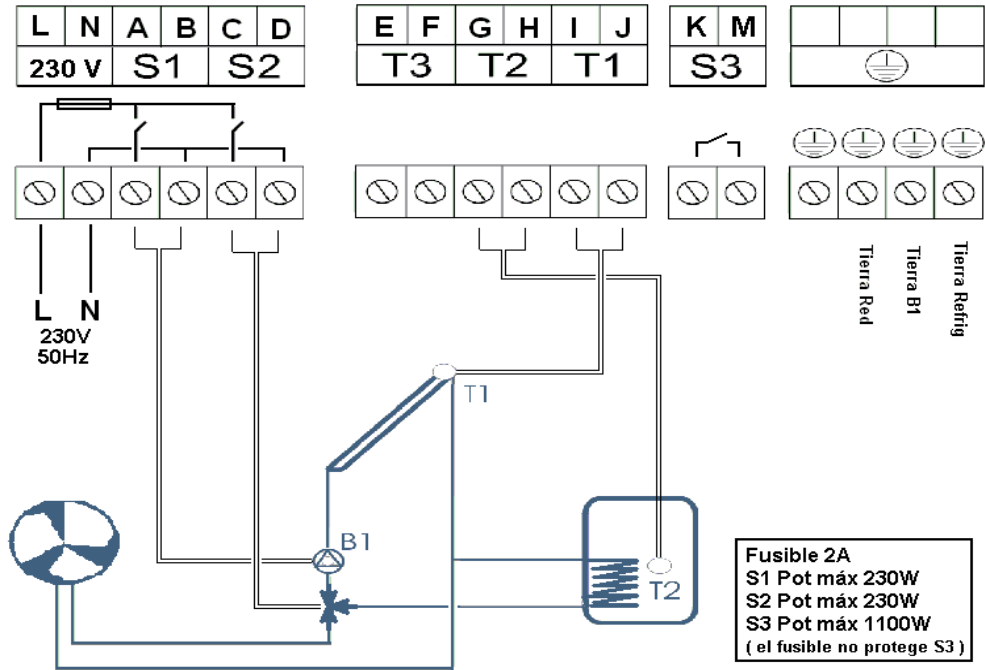 L N A B C D
E F G H I J
K M
230 V S1 S2
T3 T2 T1
S3
L N
230V
50Hz
Tierra Red
Tierra B1
Tierra Refrig
T1
B1
T2
Fusible 2A
S1 Pot máx 230W
S2 Pot máx 230W
S3 Pot máx 1100W
( el fusible no protege S3 )